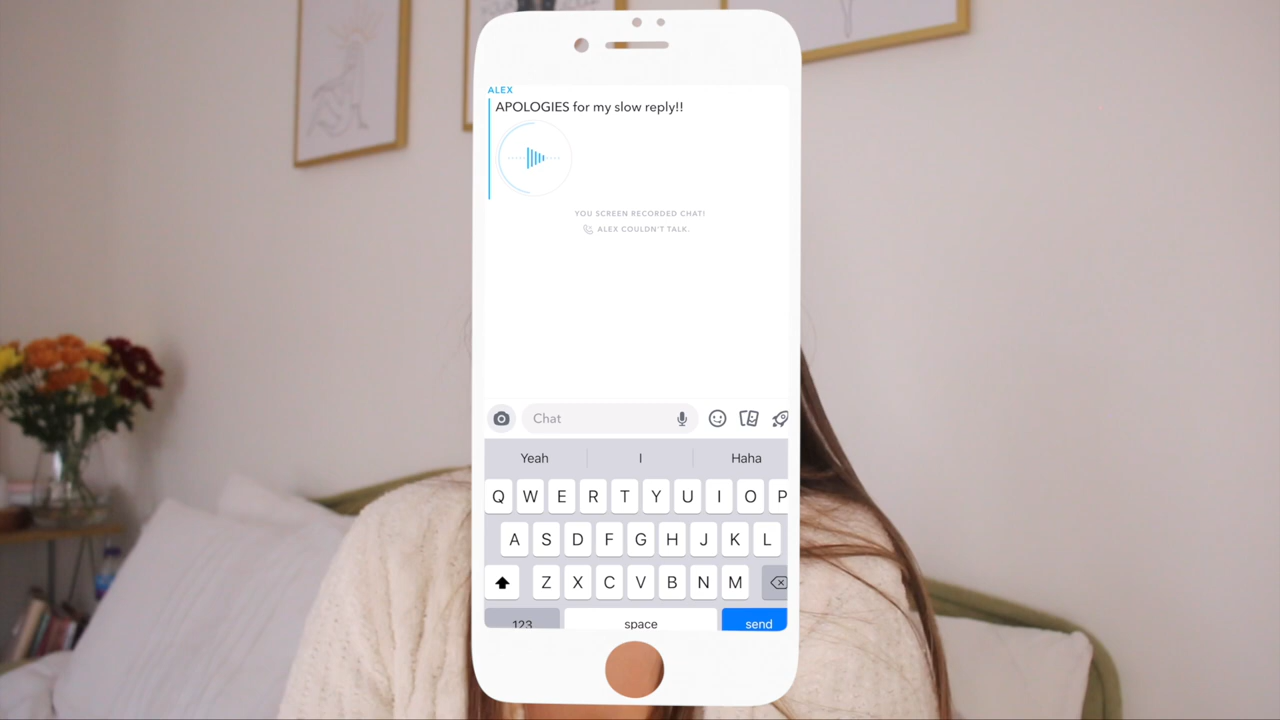 ALEX
APOLOGIES for my slow reply!!
YOU SCREEN RECORDED CHAT!
ALEX COULDN'T TALK.
Chat
Yeah I Haha
Q W E R T Y U I O P
A S D F G H J K L
Z X C V B N M
123 space send